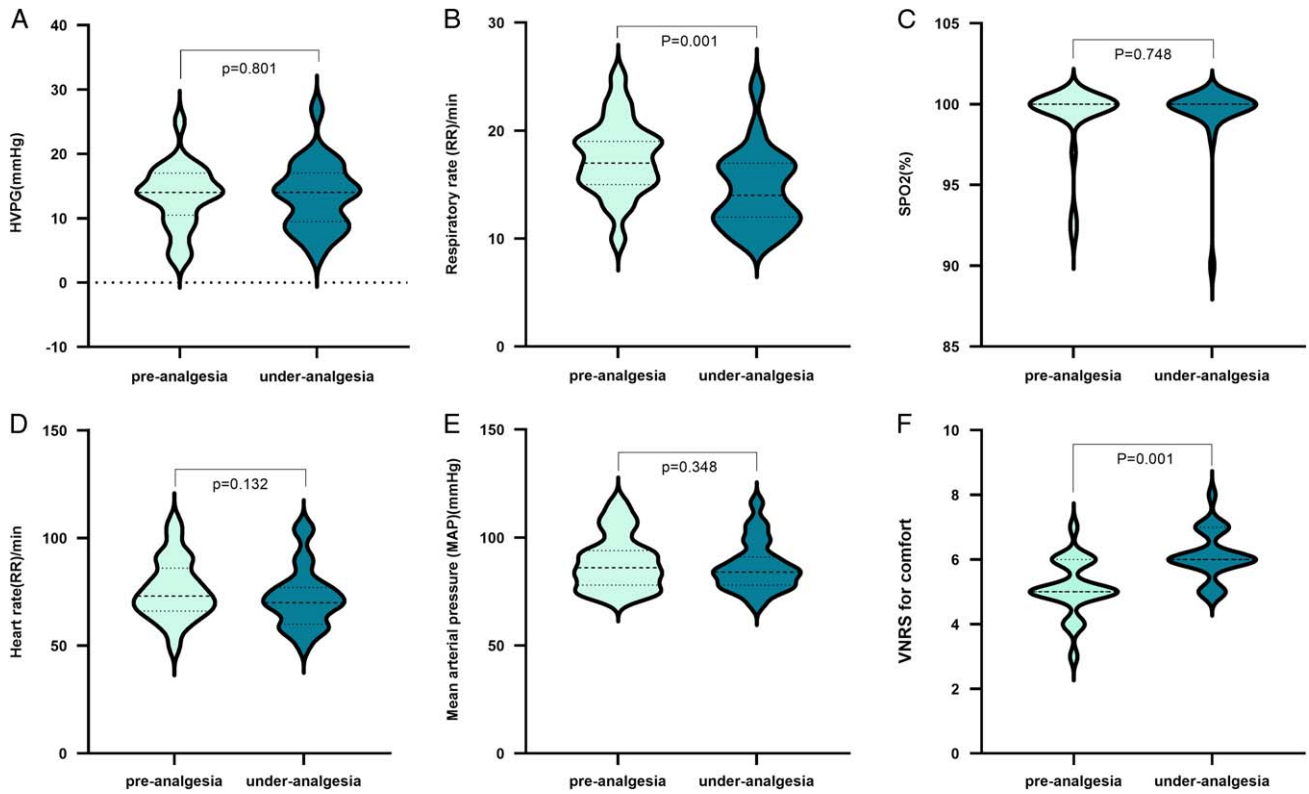 A
HVPG(mmHg)
40
30
20
10
0
-10
p=0.801
pre-analgesia
under-analgesia
B
Respiratory rate (RR)/min
30
20
10
0
P=0.001
pre-analgesia
under-analgesia
C
SPO2(%)
105
100
95
90
85
P=0.748
pre-analgesia
under-analgesia
D
Heart rate(RR)/min
150
100
50
0
p=0.132
pre-analgesia
under-analgesia
E
Mean arterial pressure (MAP)(mmHg)
150
100
50
0
p=0.348
pre-analgesia
under-analgesia
F
VNRS for comfort
10
8
6
4
2
0
P=0.001
pre-analgesia
under-analgesia